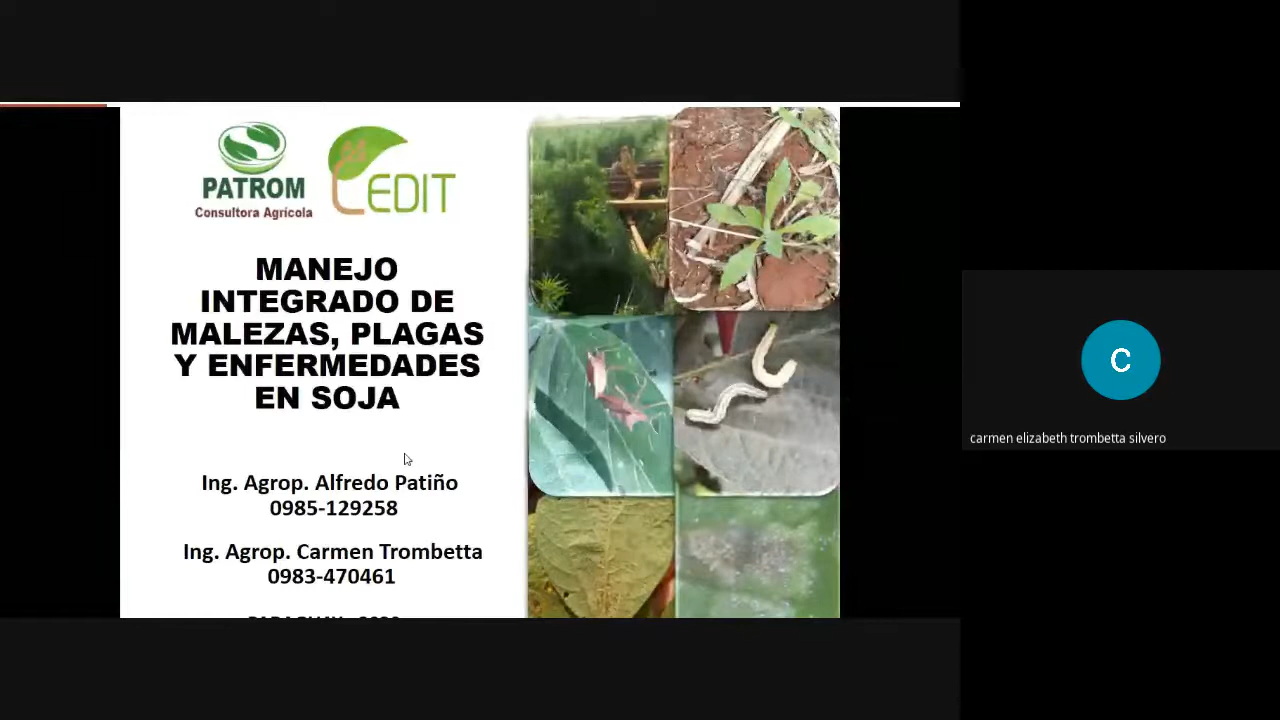 PATROM
Consultora Agrícola
CEDIT
MANEJO
INTEGRADO DE
MALEZAS, PLAGAS
Y ENFERMEDADES
EN SOJA
Ing. Agrop. Alfredo Patiño
0985-129258
Ing. Agrop. Carmen Trombetta
0983-470461
C
carmen elizabeth trombetta silvero